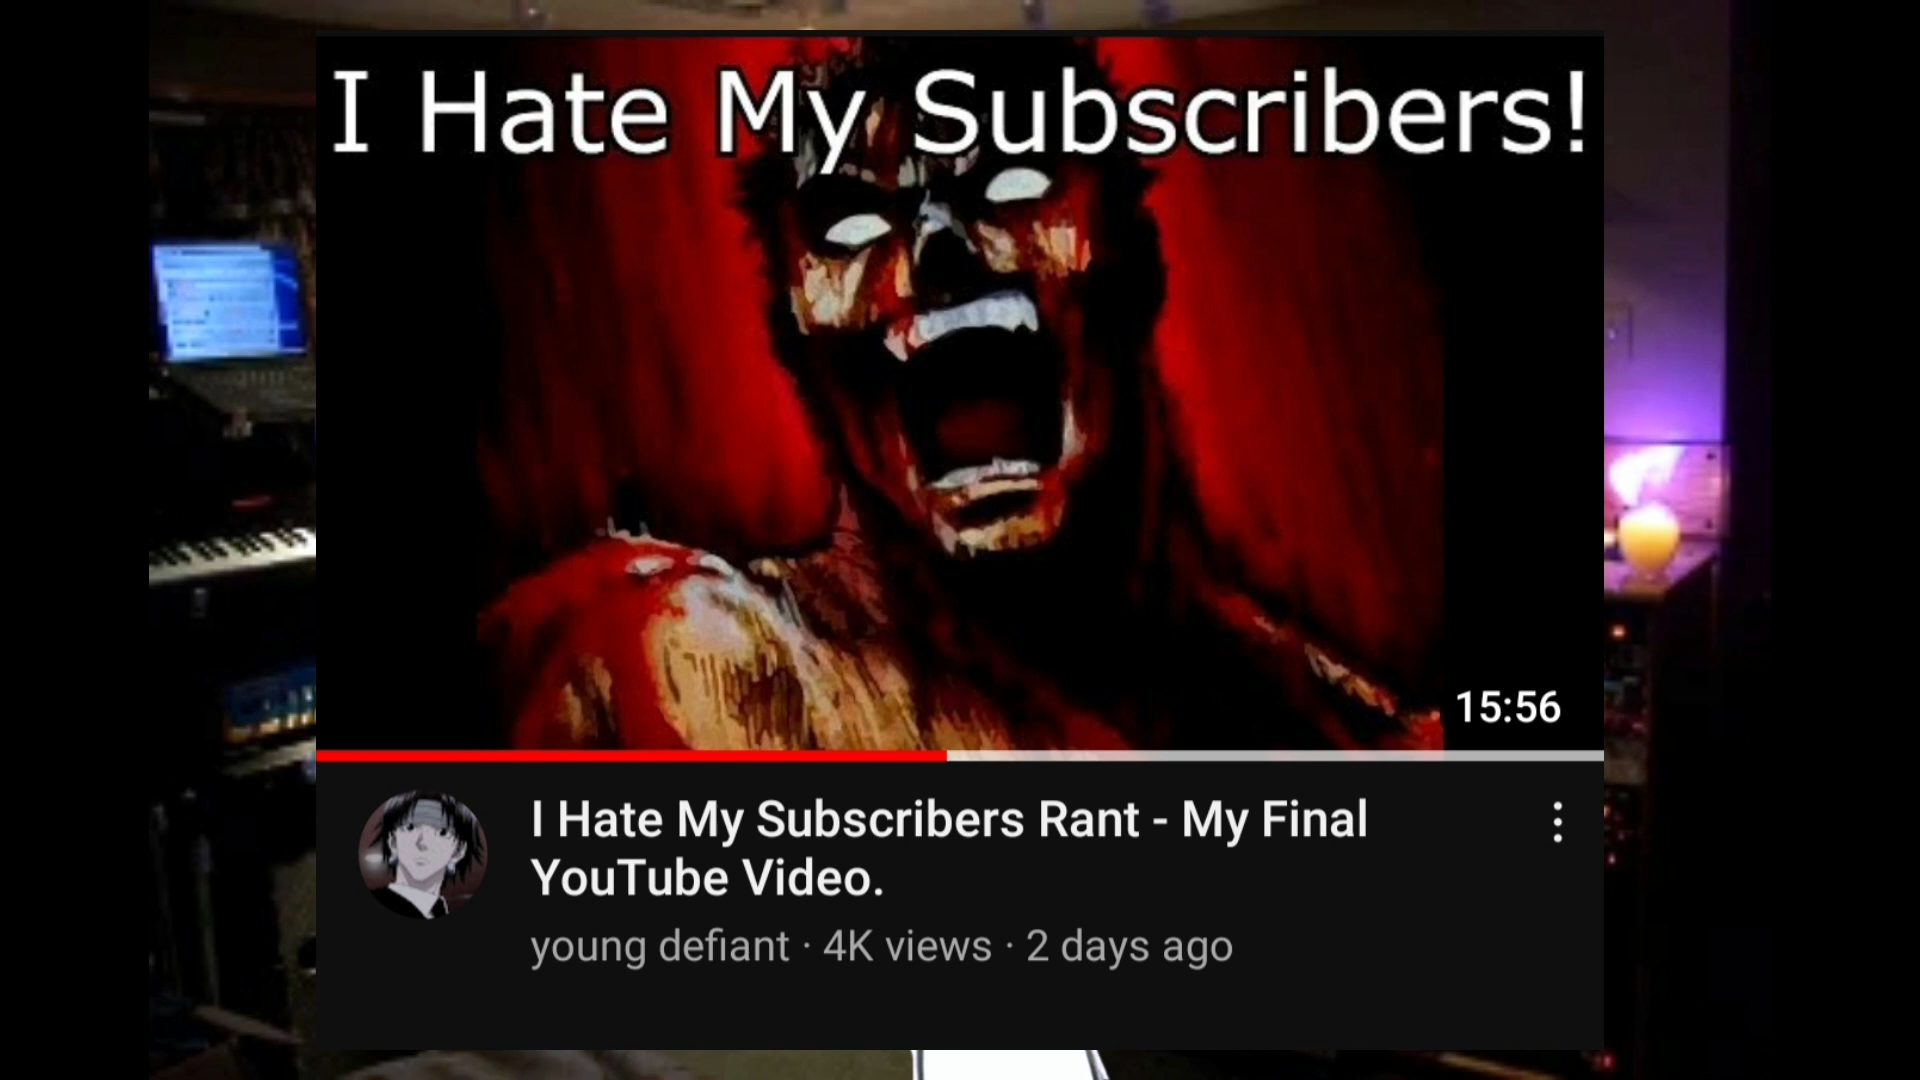 I Hate My Subscribers!
15:56
I Hate My Subscribers Rant - My Final
YouTube Video.
young defiant · 4K views · 2 days ago